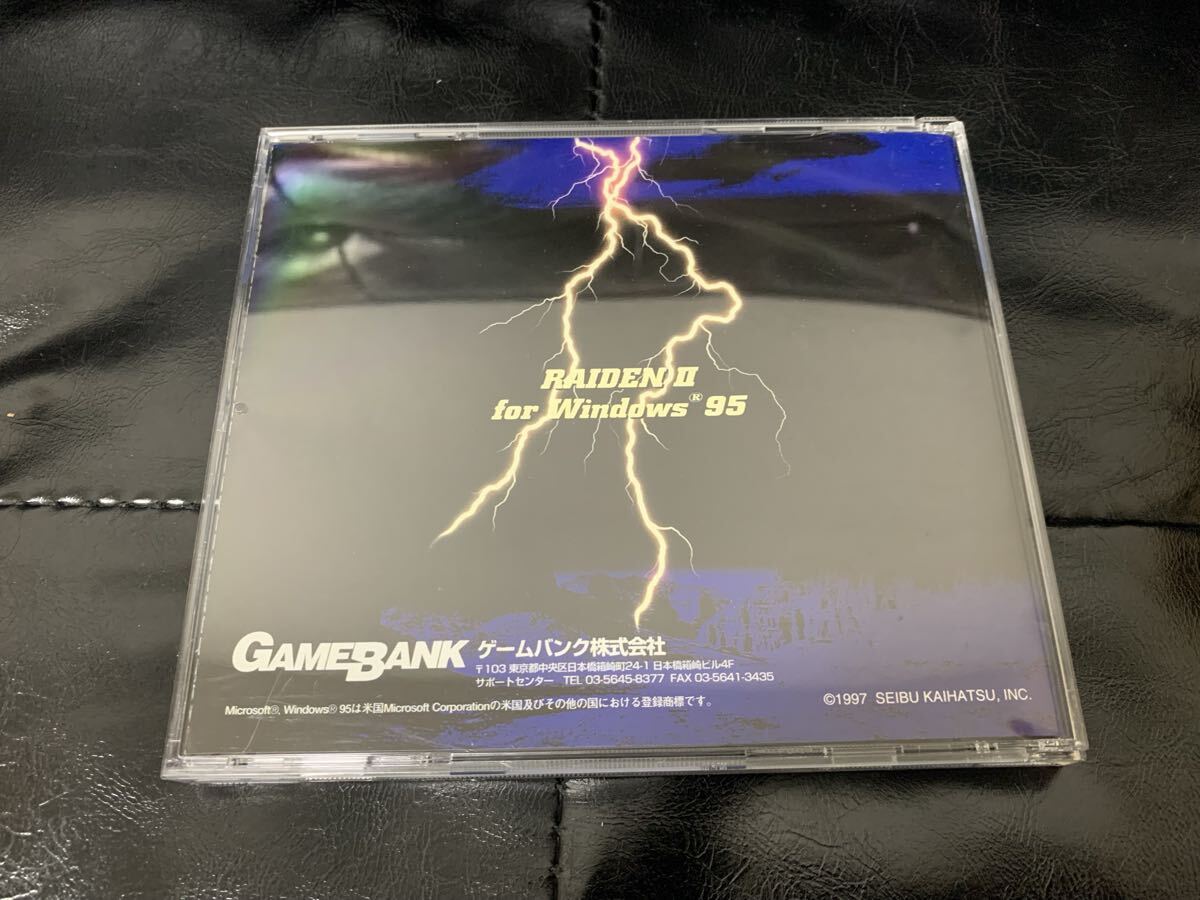 RAIDEN II
for Windows® 95
GAMEBANK ゲームバンク株式会社
〒103 東京都中央区日本橋箱崎町24-1 日本橋箱崎ビル4F
サポートセンター TEL 03-5645-8377 FAX 03-5641-3435
Microsoft®, Windows® 95は米国Microsoft Corporationの米国及びその他の国における登録商標です。
©1997 SEIBU KAIHATSU, INC.